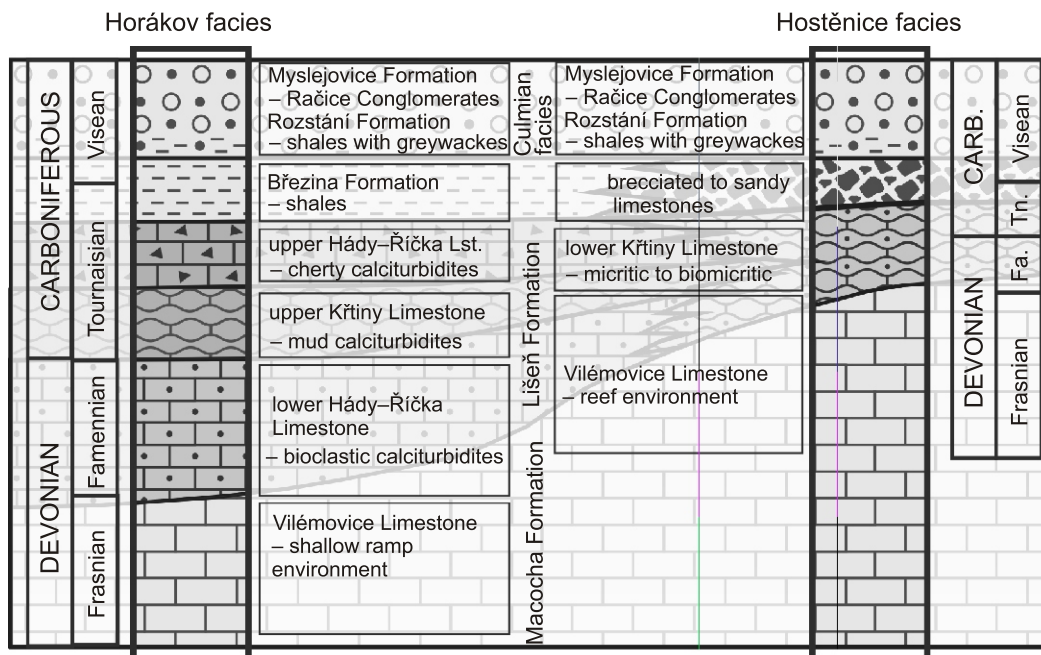 Horákov facies
Hostěnice facies
CARBONIFEROUS
DEVONIAN
Visean
Tournaisian
Famennian
Frasnian
Myslejovice Formation
– Račice Conglomerates
Rozstání Formation
– shales with greywackes
Březina Formation
– shales
upper Hády–Říčka Lst.
– cherty calciturbidites
upper Křtiny Limestone
– mud calciturbidites
lower Hády–Říčka
Limestone
– bioclastic calciturbidites
Vilémovice Limestone
– shallow ramp
environment
Culmian
facies
Líšeň Formation
Macocha Formation
Myslejovice Formation
– Račice Conglomerates
Rozstání Formation
– shales with greywackes
brecciated to sandy
limestones
lower Křtiny Limestone
– micritic to biomicritic
Vilémovice Limestone
– reef environment
CARB.
DEVONIAN
Visean
Tn.
Fa.
Frasnian